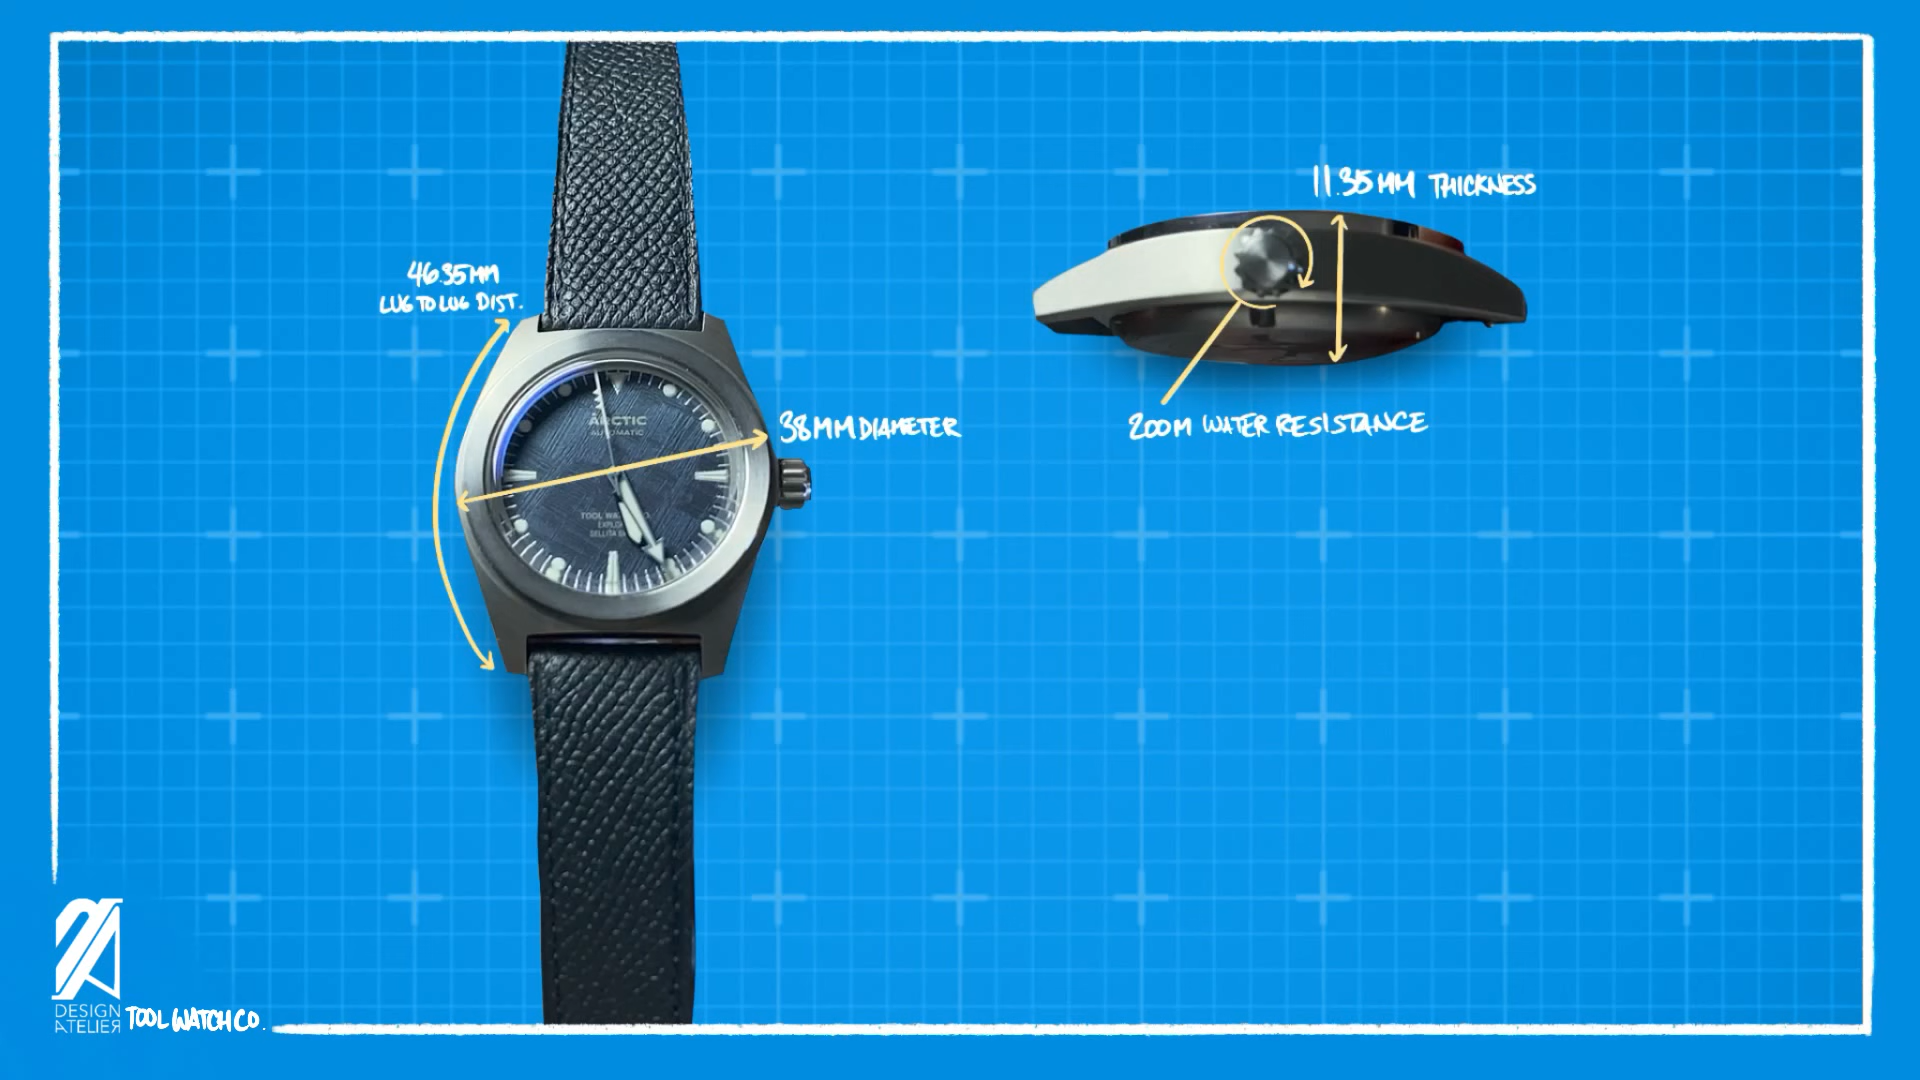 11.35MM THICKNESS
46.35MM
LUG TO LUG DIST.
38MM DIAMETER
200M WATER RESISTANCE
ARCTIC
AUTOMATIC
TOOL
DESIGN
ATELIER
TOOL WATCH CO.